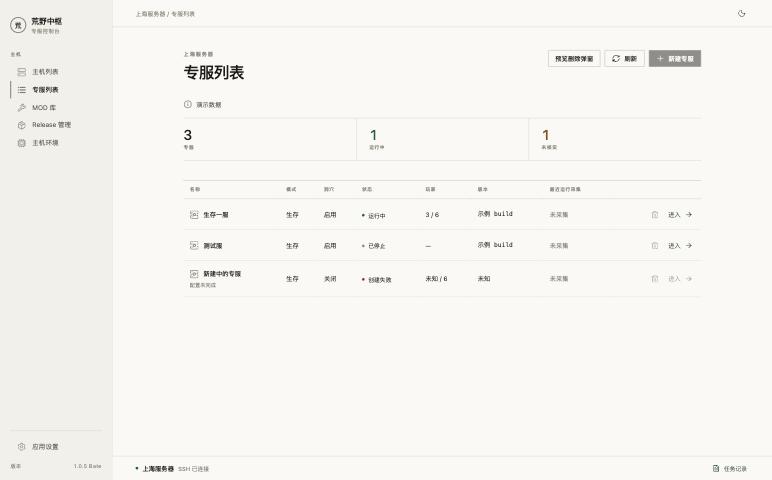 荒
荒野中枢
专服控制台
主机
主机列表
专服列表
MOD 库
Release 管理
主机环境
应用设置
版本 1.0.5 Beta
上海服务器 / 专服列表
上海服务器
专服列表
预览删除弹窗 刷新 新建专服
演示数据
3 1 1
专服 运行中 未修复
名称 模式 洞穴 状态 玩家 版本 最近运行采集
生存一服 生存 启用 运行中 3 / 6 示例 build 未采集 进入
测试服 生存 启用 已停止 — 示例 build 未采集 进入
新建中的专服 生存 关闭 创建失败 未知 / 6 未知 未采集 进入
配置未完成
上海服务器 SSH 已连接 任务记录